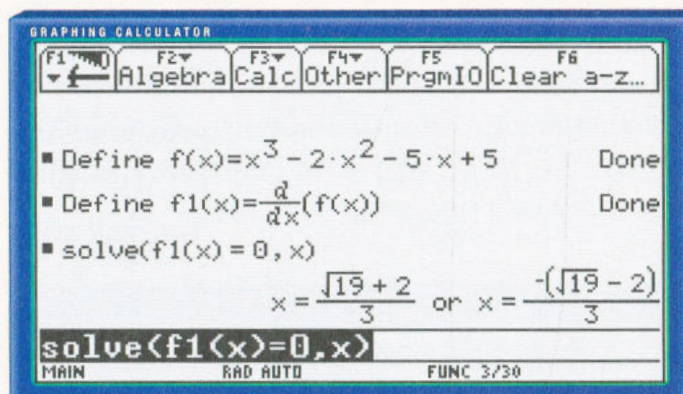 GRAPHING CALCULATOR
F1 F2 Algebra F3 Calc F4 Other F5 PrgmIO F6 Clear a-z…
▪ Define f(x)=x³ − 2·x² − 5·x + 5 Done
▪ Define f1(x)=d/dx(f(x)) Done
▪ solve(f1(x) = 0, x)
x = (√19 + 2)/3 or x = -(√19 − 2)/3
solve(f1(x)=0,x)
MAIN RAD AUTO FUNC 3/30